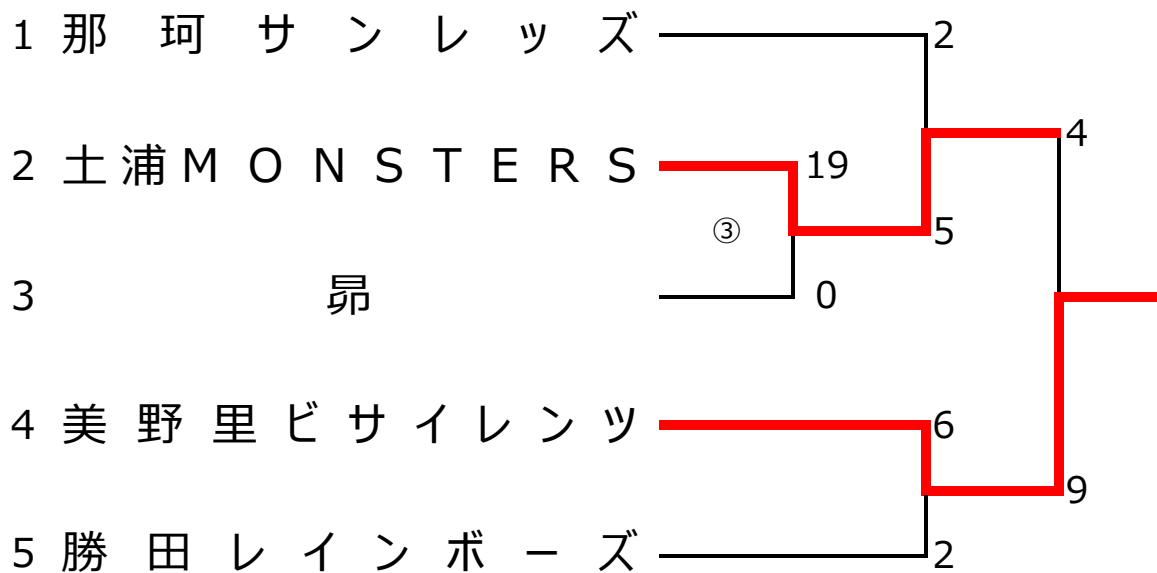 1 那珂サンレッズ 2
4
2 土浦MONSTERS 19
③ 5
3 昴 0
4 美野里ビサイレンツ 6
9
5 勝田レインボーズ 2